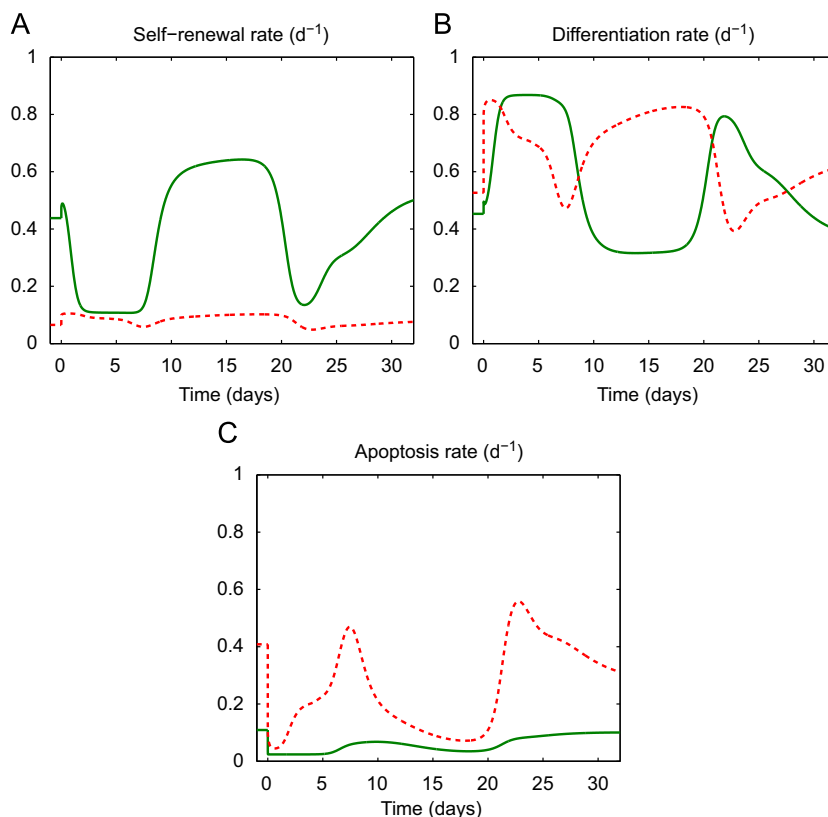 A
Self−renewal rate (d−1)
1
0.8
0.6
0.4
0.2
0
0 5 10 15 20 25 30
Time (days)
B
Differentiation rate (d−1)
1
0.8
0.6
0.4
0.2
0
0 5 10 15 20 25 30
Time (days)
C
Apoptosis rate (d−1)
1
0.8
0.6
0.4
0.2
0
0 5 10 15 20 25 30
Time (days)